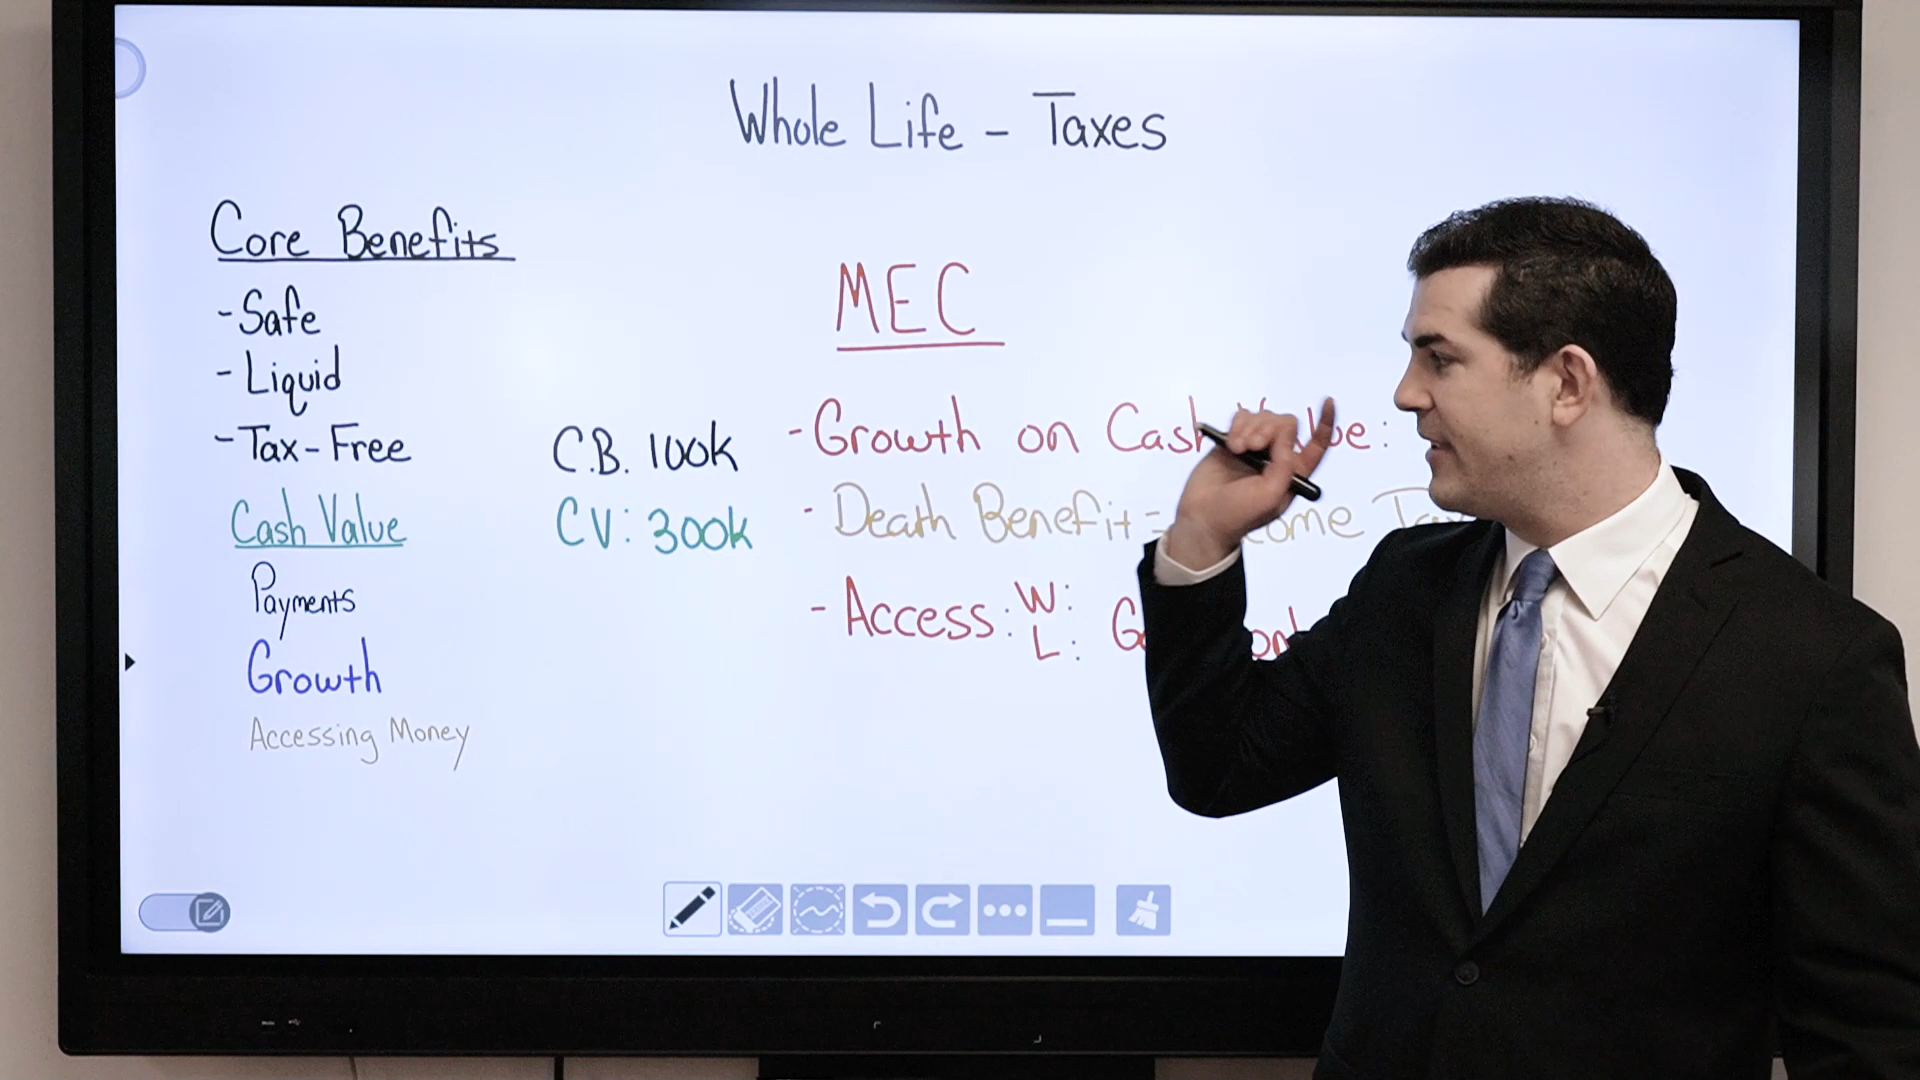 Whole Life - Taxes
Core Benefits
- Safe
- Liquid
- Tax-Free
Cash Value
Payments
Growth
Accessing Money
C.B. 100k
CV: 300k
MEC
- Growth on Cash Value:
- Death Benefit =
- Access: W:
L: